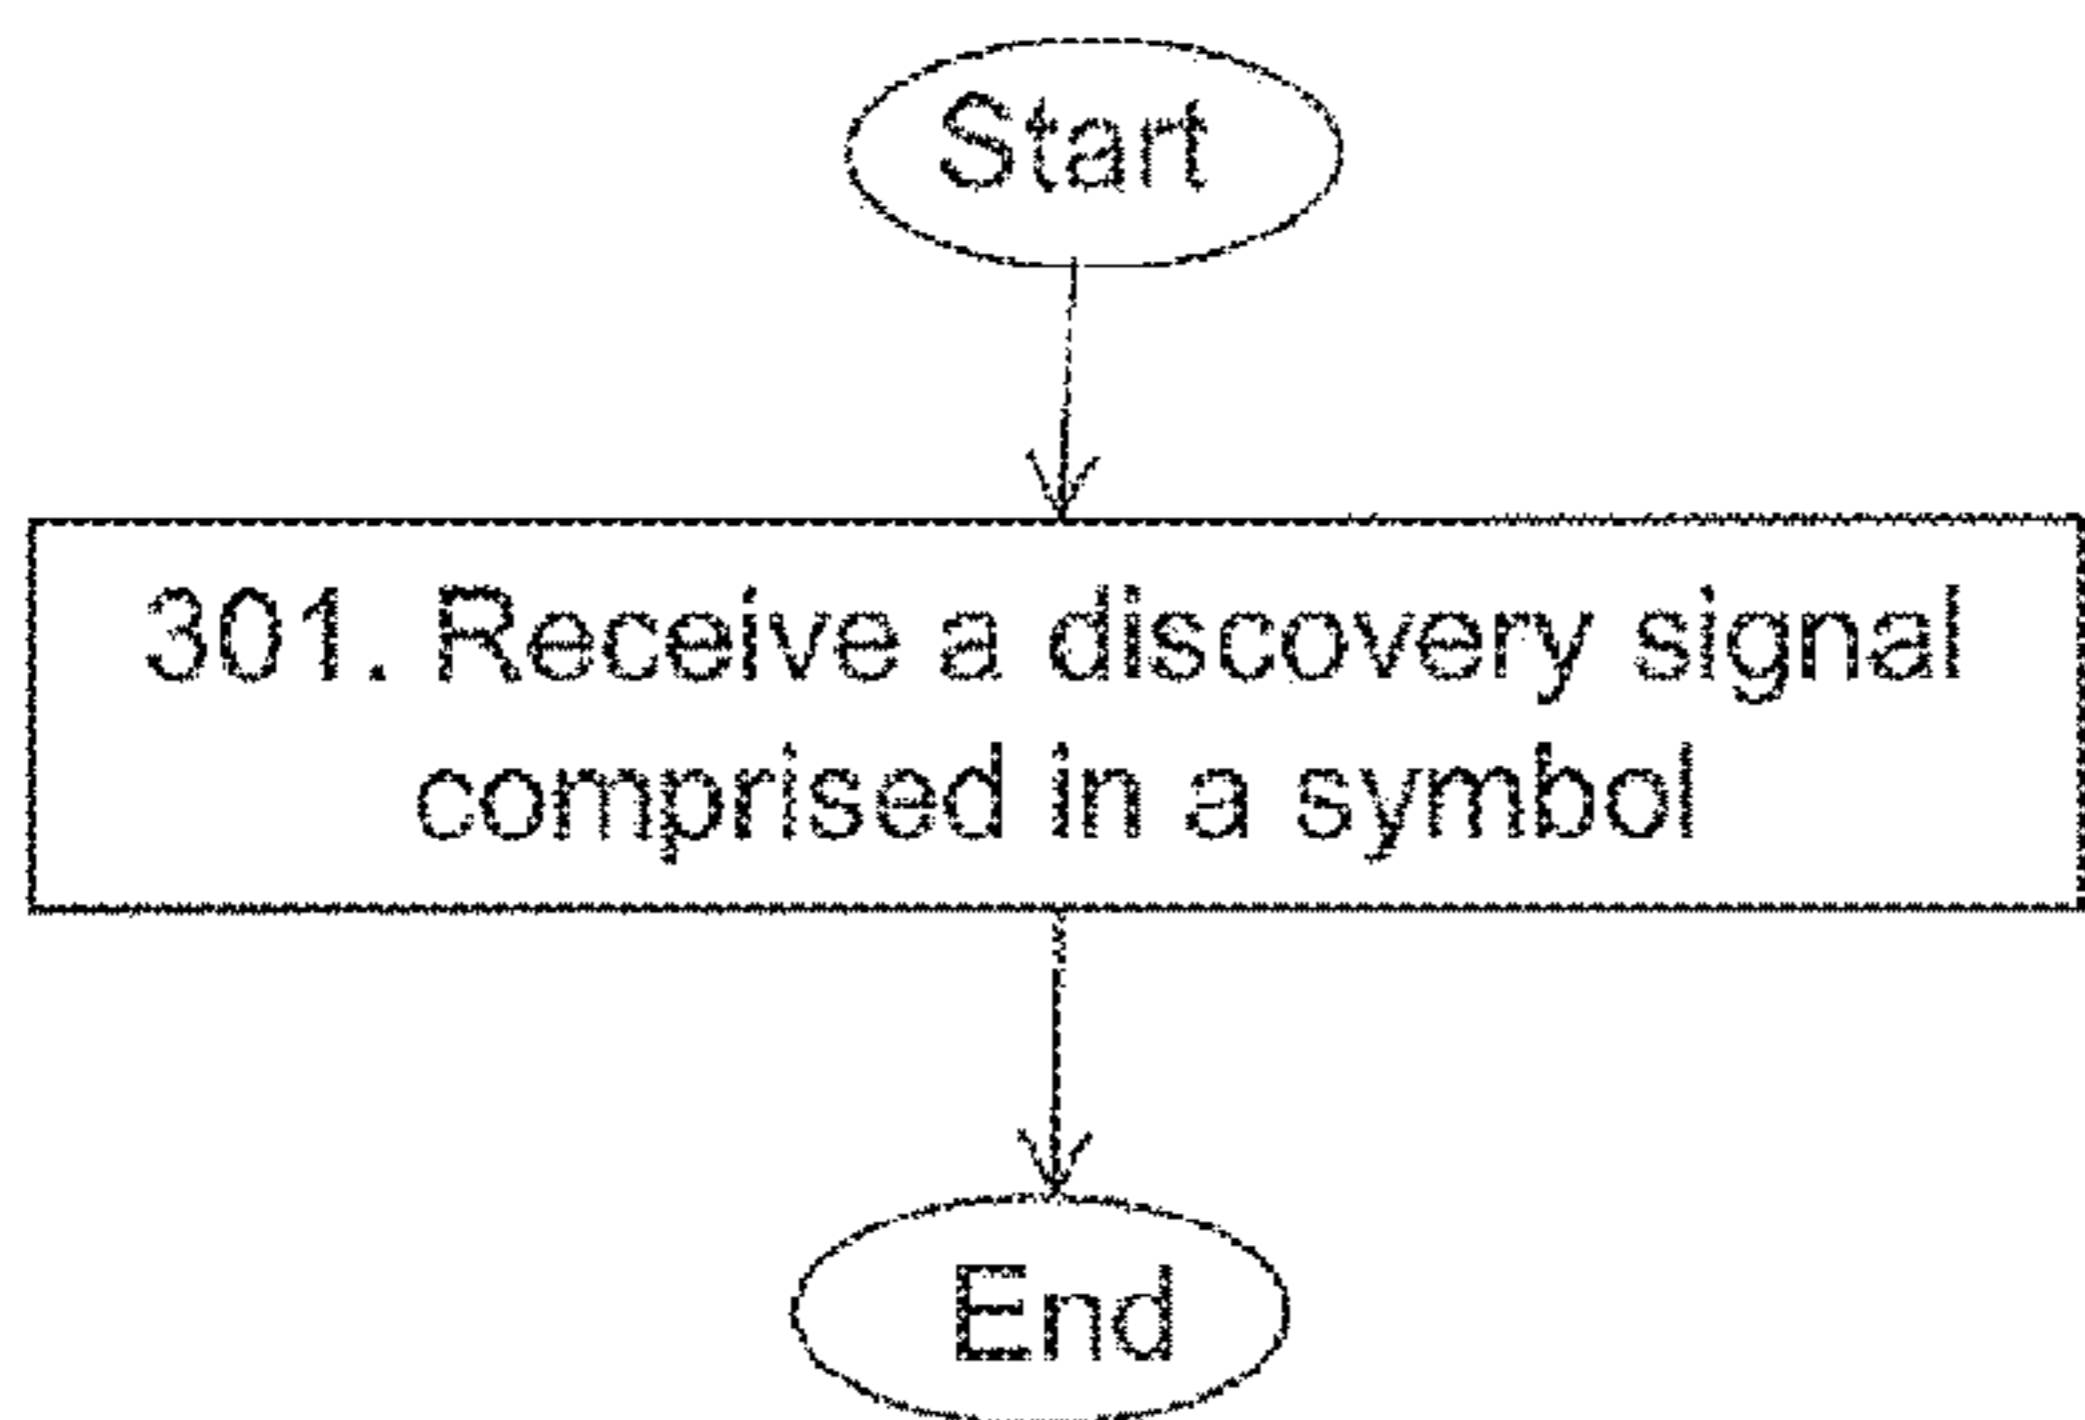 Start
301. Receive a discovery signal
comprised in a symbol
End